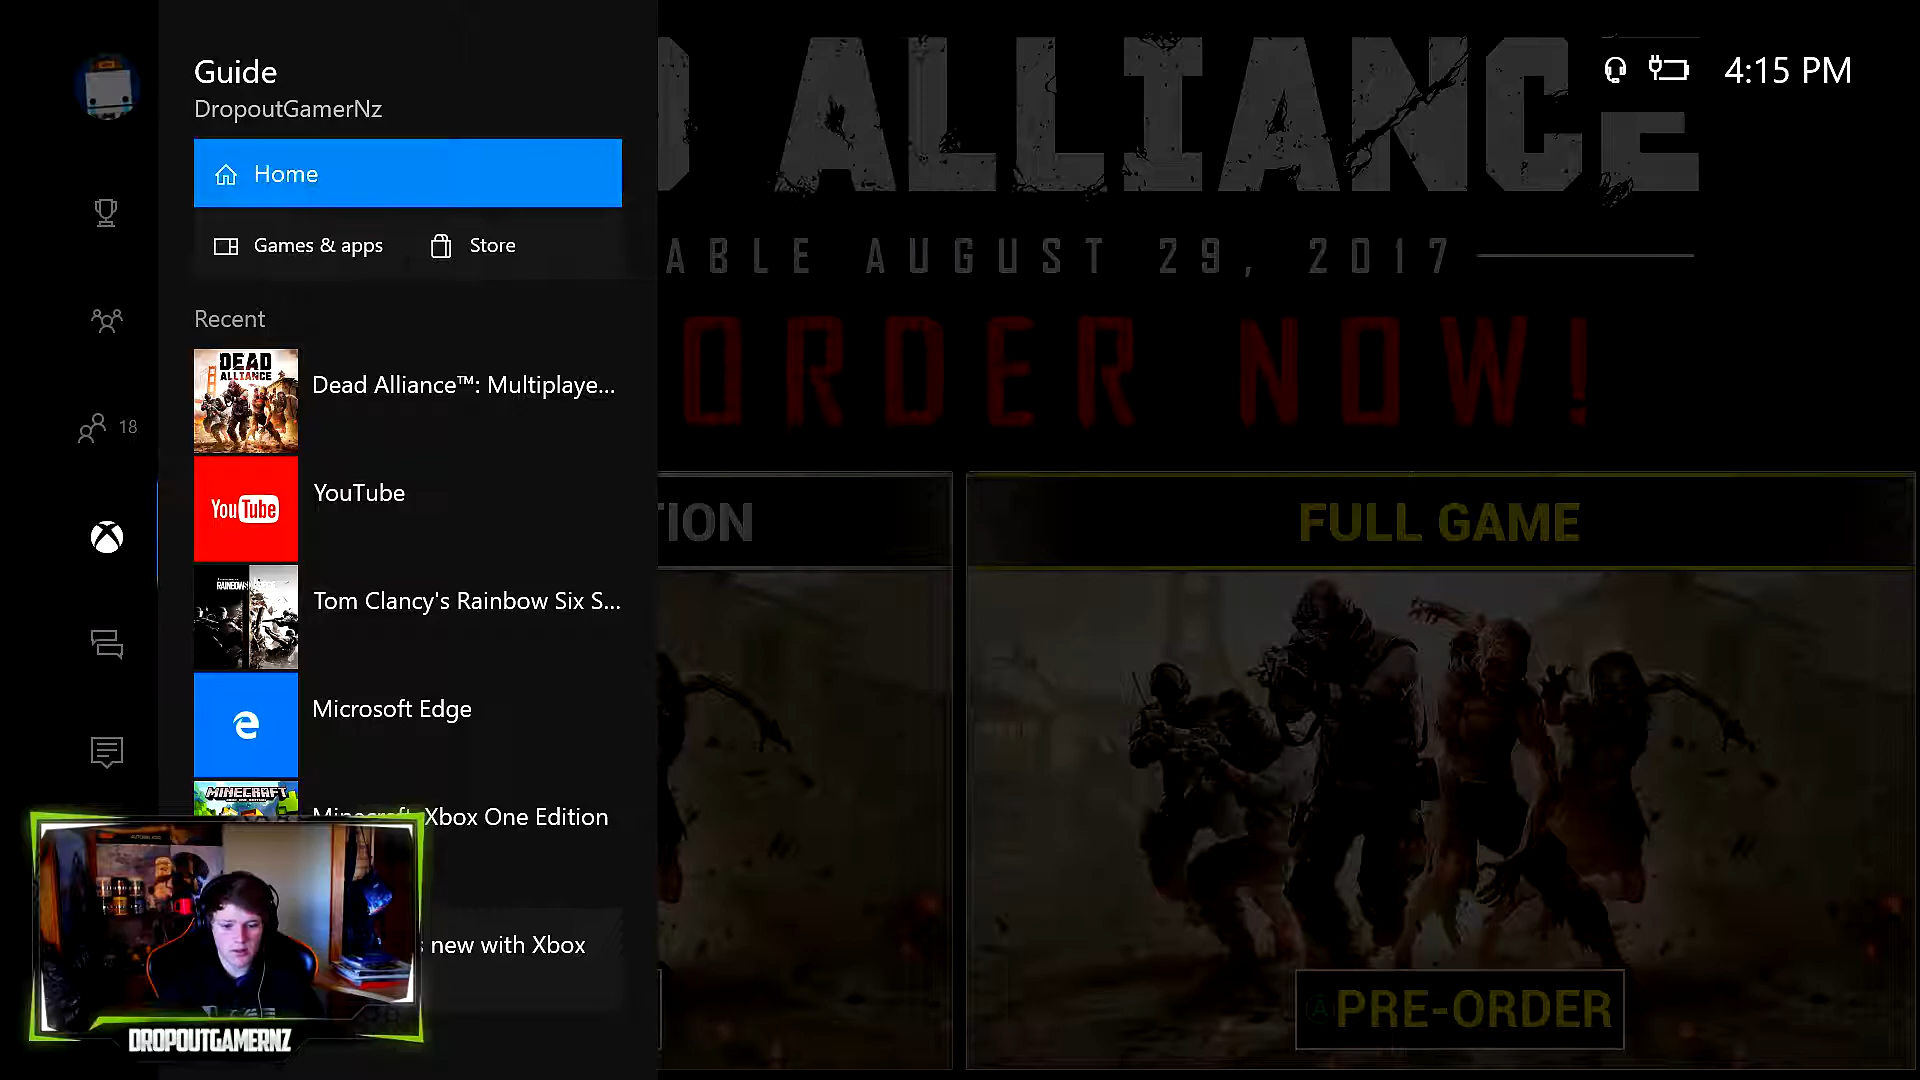 Guide
DropoutGamerNz
Home
Games & apps
Store
Recent
DEAD
ALLIANCE
Dead Alliance™: Multiplaye...
YouTube
YouTube
Tom Clancy's Rainbow Six S...
Microsoft Edge
MINECRAFT
Minecraft: Xbox One Edition
s new with Xbox
DROPOUTGAMERNZ
4:15 PM
D ALLIANCE
ABLE AUGUST 29, 2017
ORDER NOW!
18
TION
FULL GAME
A PRE-ORDER